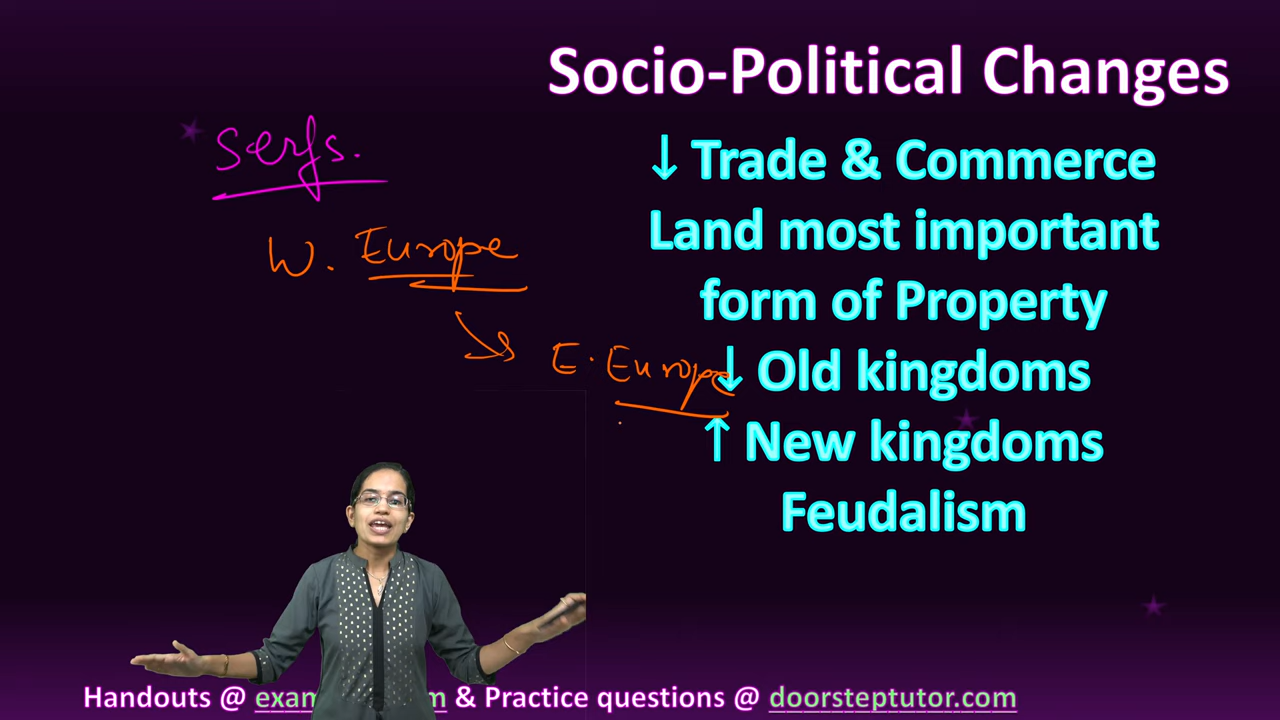 Socio-Political Changes
↓ Trade & Commerce
Land most important
form of Property
↓ Old kingdoms
↑ New kingdoms
Feudalism
serfs.
W. Europe
E. Europe
Handouts @ & Practice questions @ doorsteptutor.com